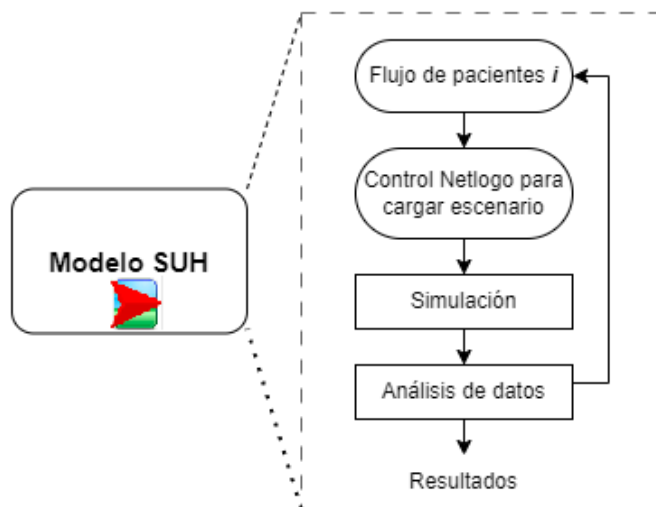 Modelo SUH
Flujo de pacientes i
Control Netlogo para
cargar escenario
Simulación
Análisis de datos
Resultados